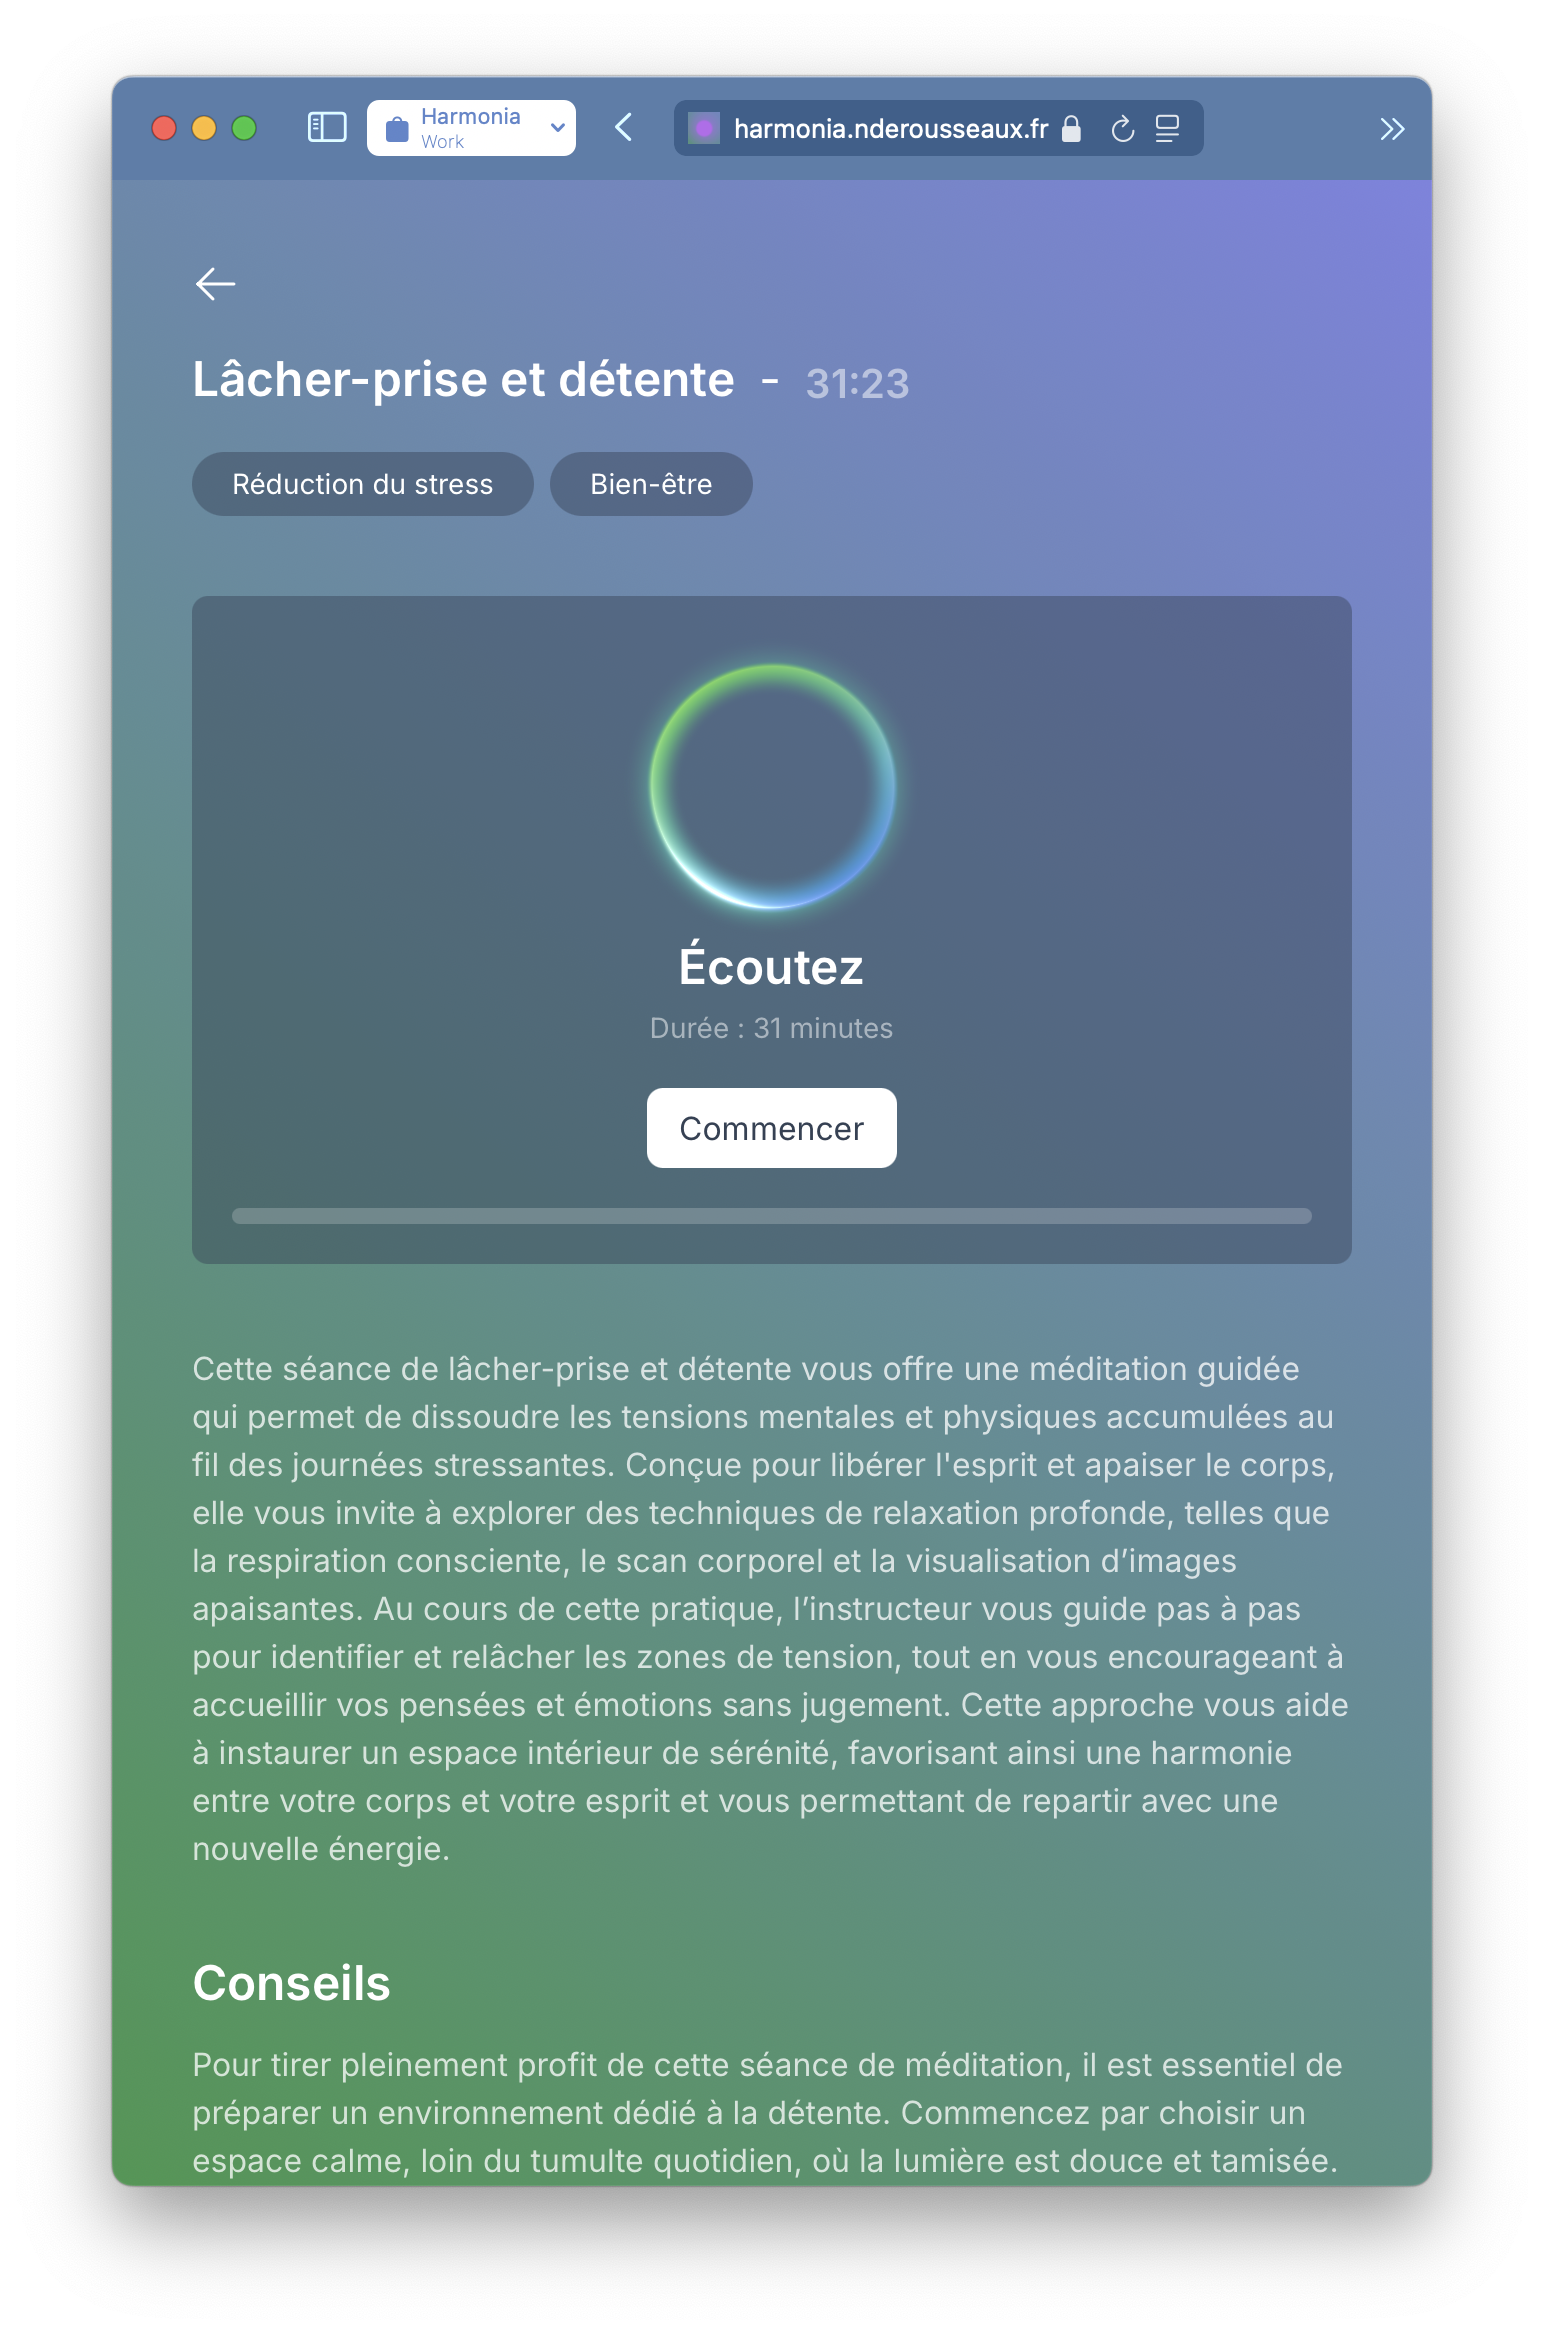 Harmonia
Work
harmonia.nderousseaux.fr
Lâcher-prise et détente - 31:23
Réduction du stress Bien-être
Écoutez
Durée : 31 minutes
Commencer
Cette séance de lâcher-prise et détente vous offre une méditation guidée
qui permet de dissoudre les tensions mentales et physiques accumulées au
fil des journées stressantes. Conçue pour libérer l'esprit et apaiser le corps,
elle vous invite à explorer des techniques de relaxation profonde, telles que
la respiration consciente, le scan corporel et la visualisation d’images
apaisantes. Au cours de cette pratique, l’instructeur vous guide pas à pas
pour identifier et relâcher les zones de tension, tout en vous encourageant à
accueillir vos pensées et émotions sans jugement. Cette approche vous aide
à instaurer un espace intérieur de sérénité, favorisant ainsi une harmonie
entre votre corps et votre esprit et vous permettant de repartir avec une
nouvelle énergie.
Conseils
Pour tirer pleinement profit de cette séance de méditation, il est essentiel de
préparer un environnement dédié à la détente. Commencez par choisir un
espace calme, loin du tumulte quotidien, où la lumière est douce et tamisée.